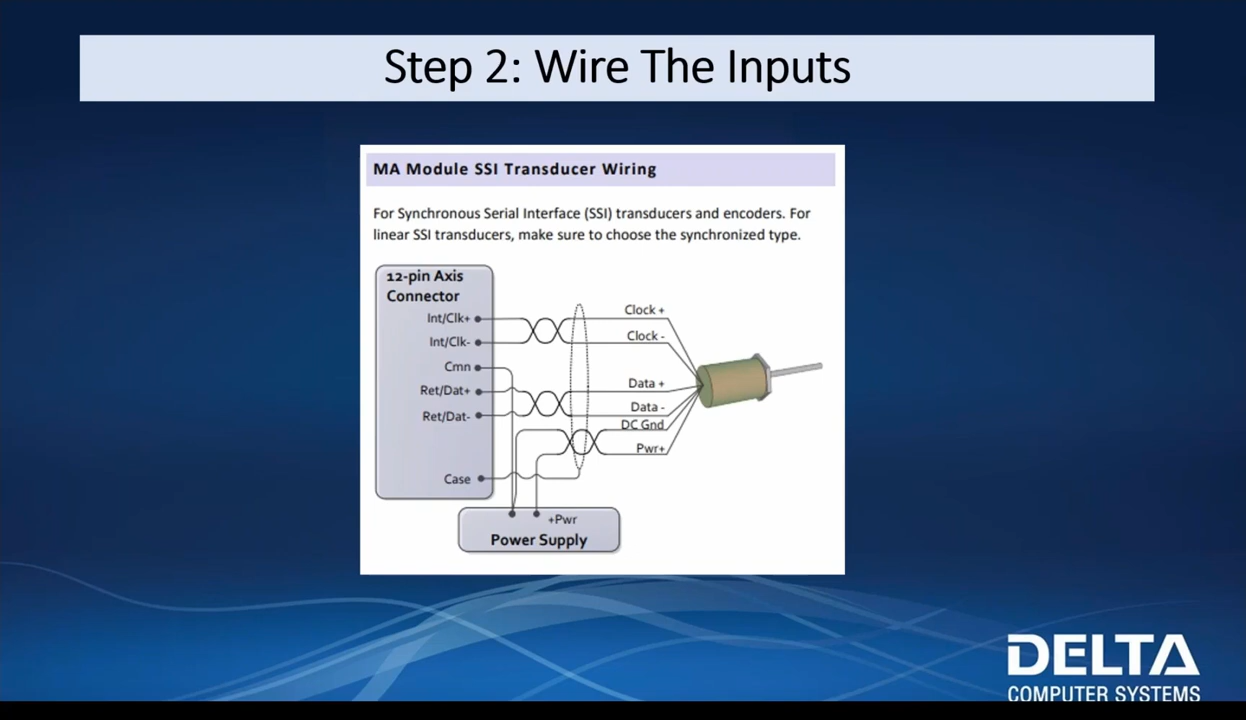 Step 2: Wire The Inputs
MA Module SSI Transducer Wiring
For Synchronous Serial Interface (SSI) transducers and encoders. For
linear SSI transducers, make sure to choose the synchronized type.
12-pin Axis
Connector
Int/Clk+
Int/Clk-
Cmn
Ret/Dat+
Ret/Dat-
Case
Clock +
Clock -
Data +
Data -
DC Gnd
Pwr+
+Pwr
Power Supply
DELTA
COMPUTER SYSTEMS